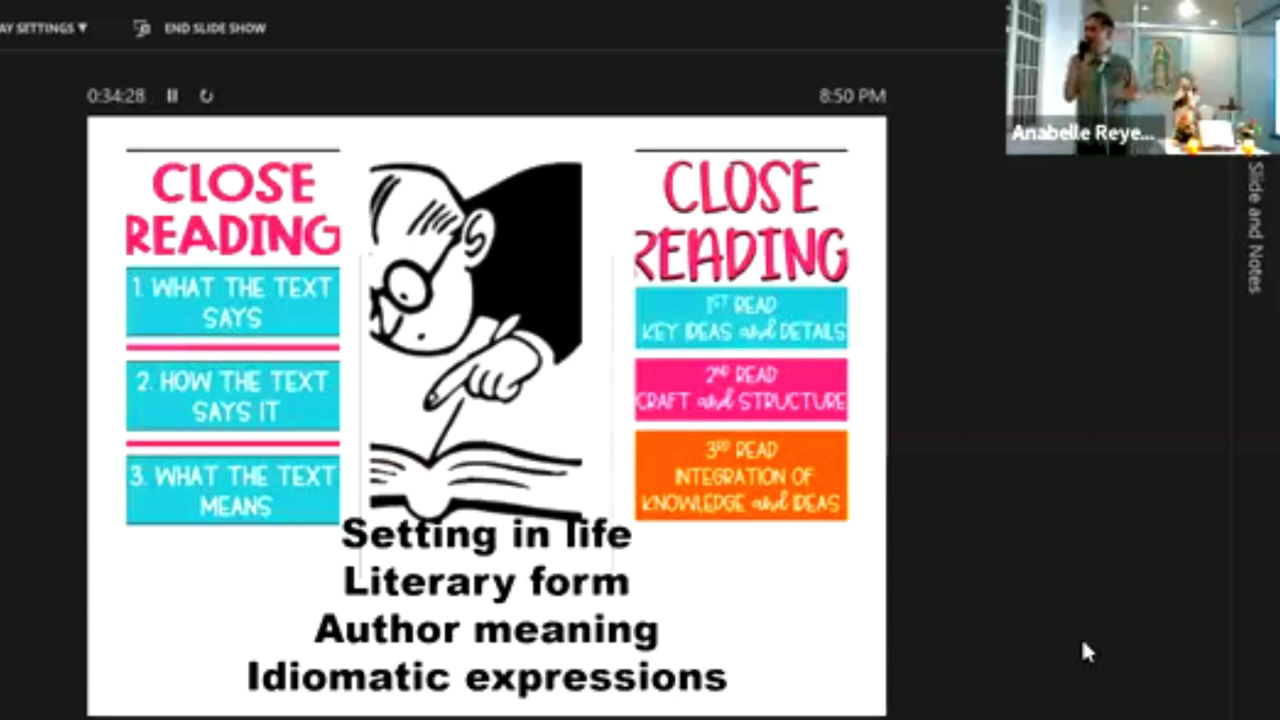 AY SETTINGS ▼
END SLIDE SHOW
0:34:28
8:50 PM
Anabelle Reye...
Slide and Notes
CLOSE
READING
1. WHAT THE TEXT
SAYS
2. HOW THE TEXT
SAYS IT
3. WHAT THE TEXT
MEANS
CLOSE
READING
1ST READ
KEY IDEAS and DETAILS
2ND READ
CRAFT and STRUCTURE
3RD READ
INTEGRATION OF
KNOWLEDGE and IDEAS
Setting in life
Literary form
Author meaning
Idiomatic expressions